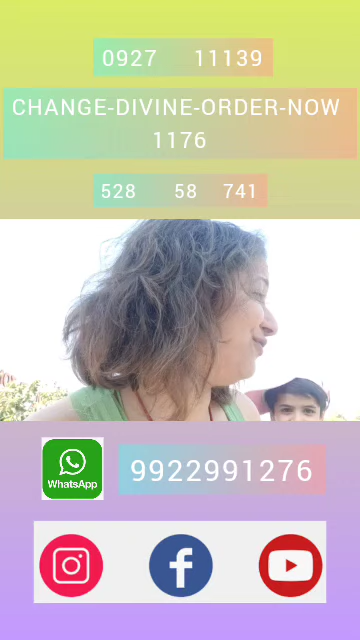 0927 11139
CHANGE-DIVINE-ORDER-NOW
1176
528 58 741
WhatsApp
9922991276